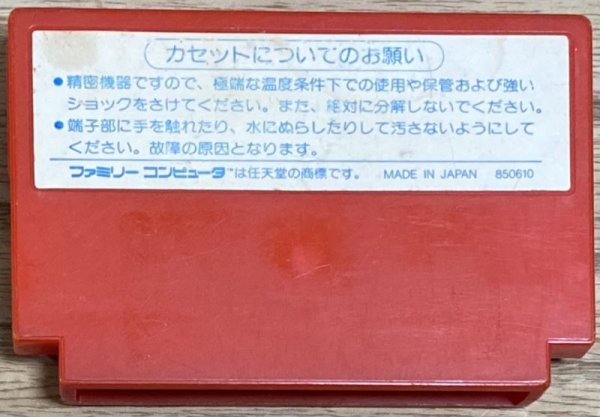 カセットについてのお願い
●精密機器ですので、極端な温度条件下での使用や保管および強い
ショックをさけてください。また、絶対に分解しないでください。
●端子部に手を触れたり、水にぬらしたりして汚さないようにして
ください。故障の原因となります。
ファミリーコンピュータ™は任天堂の商標です。 MADE IN JAPAN 850610